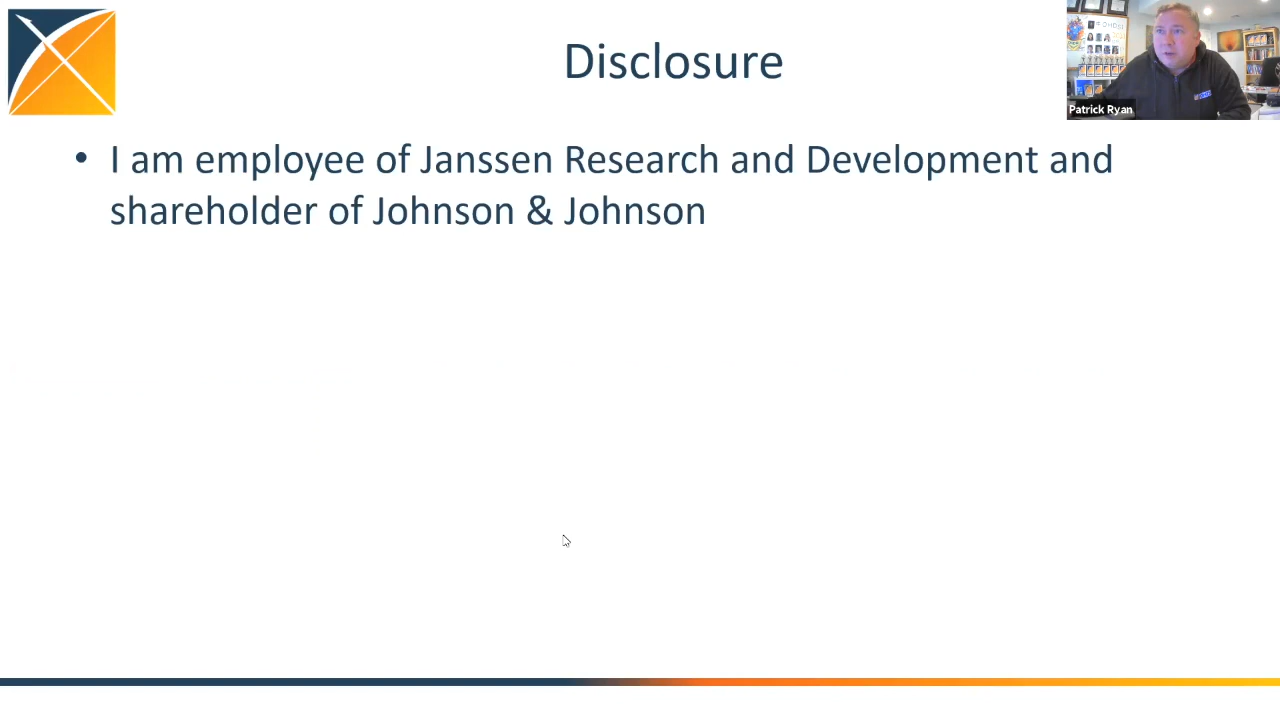 Disclosure
Patrick Ryan
• I am employee of Janssen Research and Development and
shareholder of Johnson & Johnson